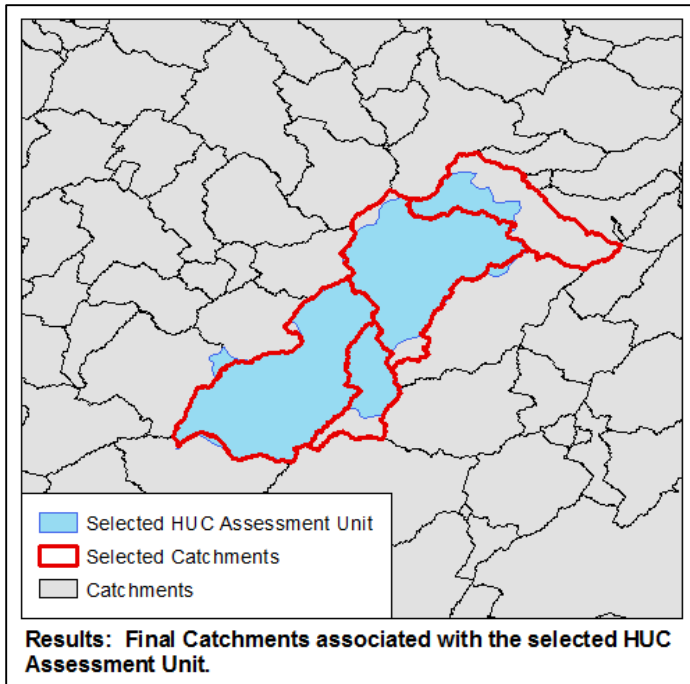 Selected HUC Assessment Unit
Selected Catchments
Catchments
Results:  Final Catchments associated with the selected HUC
Assessment Unit.